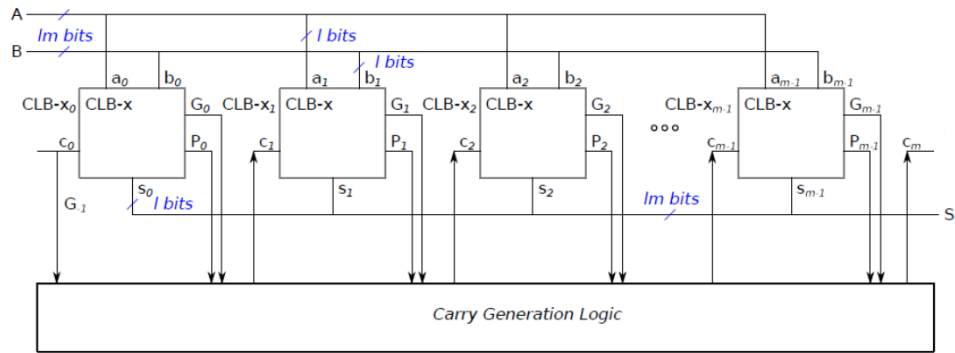 A
lm bits
l bits
B
l bits
a0 b0 a1 b1 a2 b2 am-1 bm-1
CLB-x0 CLB-x G0 CLB-x1 CLB-x G1 CLB-x2 CLB-x G2 CLB-xm-1 CLB-x Gm-1
c0 P0 c1 P1 c2 P2 cm-1 Pm-1 cm
s0 s1 s2 sm-1
G-1 l bits lm bits S
Carry Generation Logic